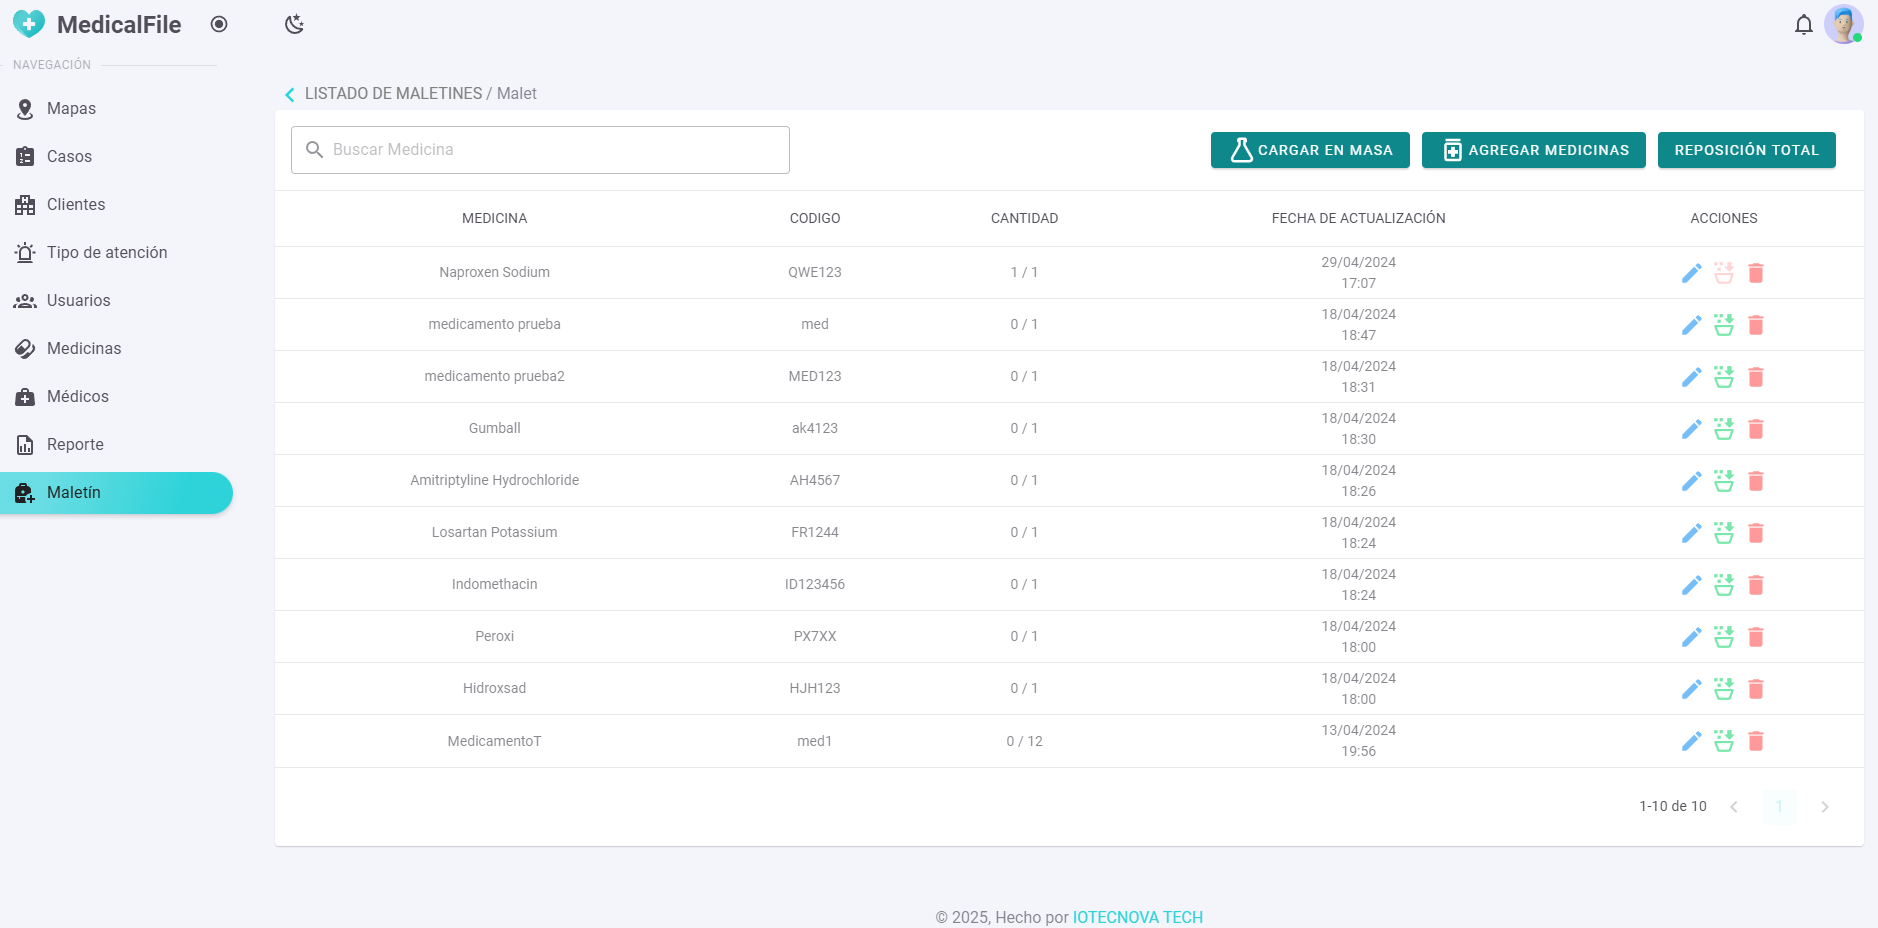 MedicalFile
NAVEGACIÓN
Mapas
Casos
Clientes
Tipo de atención
Usuarios
Medicinas
Médicos
Reporte
Maletín
LISTADO DE MALETINES / Malet
Buscar Medicina
CARGAR EN MASA
AGREGAR MEDICINAS
REPOSICIÓN TOTAL
MEDICINA CODIGO CANTIDAD FECHA DE ACTUALIZACIÓN ACCIONES
Naproxen Sodium QWE123 1 / 1 29/04/2024
17:07
medicamento prueba med 0 / 1 18/04/2024
18:47
medicamento prueba2 MED123 0 / 1 18/04/2024
18:31
Gumball ak4123 0 / 1 18/04/2024
18:30
Amitriptyline Hydrochloride AH4567 0 / 1 18/04/2024
18:26
Losartan Potassium FR1244 0 / 1 18/04/2024
18:24
Indomethacin ID123456 0 / 1 18/04/2024
18:24
Peroxi PX7XX 0 / 1 18/04/2024
18:00
Hidroxsad HJH123 0 / 1 18/04/2024
18:00
MedicamentoT med1 0 / 12 13/04/2024
19:56
1-10 de 10 1
© 2025, Hecho por IOTECNOVA TECH